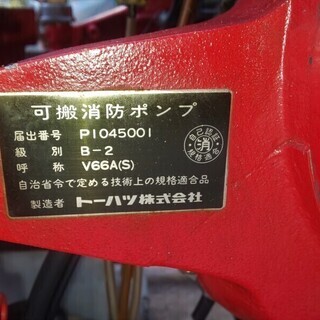 可搬消防ポンプ
届出番号 P1045001
級別 B-2
呼称 V66A(S)
自治省令で定める技術上の規格適合品
製造者 トーハツ株式会社
自己認証
消
規格適合